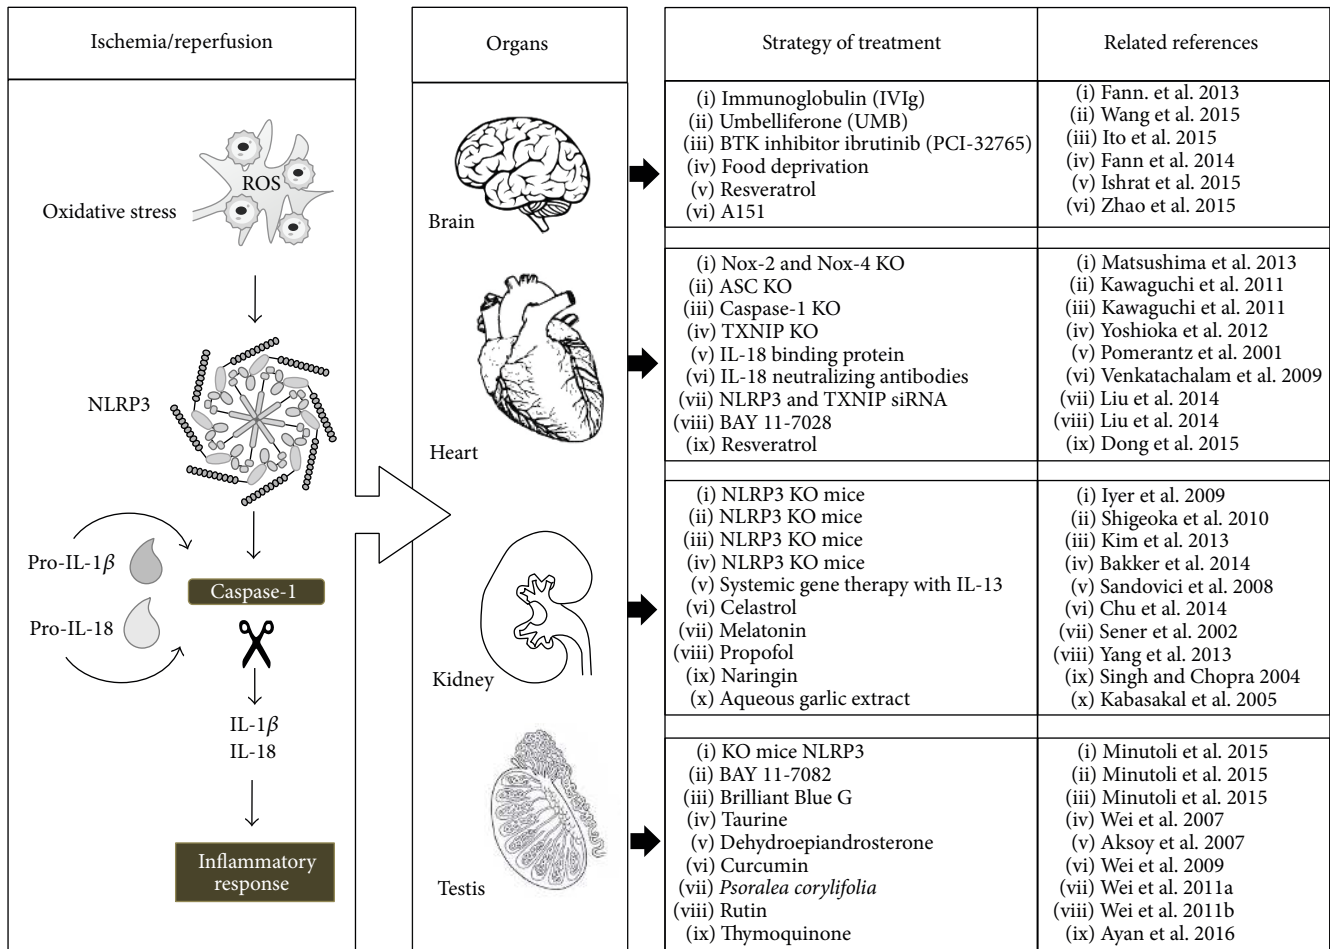 Ischemia/reperfusion
Oxidative stress
ROS
NLRP3
Pro-IL-1β
Pro-IL-18
Caspase-1
IL-1β
IL-18
Inflammatory
response
Organs
Brain
Heart
Kidney
Testis
Strategy of treatment
(i) Immunoglobulin (IVIg)
(ii) Umbelliferone (UMB)
(iii) BTK inhibitor ibrutinib (PCI-32765)
(iv) Food deprivation
(v) Resveratrol
(vi) A151
(i) Nox-2 and Nox-4 KO
(ii) ASC KO
(iii) Caspase-1 KO
(iv) TXNIP KO
(v) IL-18 binding protein
(vi) IL-18 neutralizing antibodies
(vii) NLRP3 and TXNIP siRNA
(viii) BAY 11-7028
(ix) Resveratrol
(i) NLRP3 KO mice
(ii) NLRP3 KO mice
(iii) NLRP3 KO mice
(iv) NLRP3 KO mice
(v) Systemic gene therapy with IL-13
(vi) Celastrol
(vii) Melatonin
(viii) Propofol
(ix) Naringin
(x) Aqueous garlic extract
(i) KO mice NLRP3
(ii) BAY 11-7082
(iii) Brilliant Blue G
(iv) Taurine
(v) Dehydroepiandrosterone
(vi) Curcumin
(vii) Psoralea corylifolia
(viii) Rutin
(ix) Thymoquinone
Related references
(i) Fann. et al. 2013
(ii) Wang et al. 2015
(iii) Ito et al. 2015
(iv) Fann et al. 2014
(v) Ishrat et al. 2015
(vi) Zhao et al. 2015
(i) Matsushima et al. 2013
(ii) Kawaguchi et al. 2011
(iii) Kawaguchi et al. 2011
(iv) Yoshioka et al. 2012
(v) Pomerantz et al. 2001
(vi) Venkatachalam et al. 2009
(vii) Liu et al. 2014
(viii) Liu et al. 2014
(ix) Dong et al. 2015
(i) Iyer et al. 2009
(ii) Shigeoka et al. 2010
(iii) Kim et al. 2013
(iv) Bakker et al. 2014
(v) Sandovici et al. 2008
(vi) Chu et al. 2014
(vii) Sener et al. 2002
(viii) Yang et al. 2013
(ix) Singh and Chopra 2004
(x) Kabasakal et al. 2005
(i) Minutoli et al. 2015
(ii) Minutoli et al. 2015
(iii) Minutoli et al. 2015
(iv) Wei et al. 2007
(v) Aksoy et al. 2007
(vi) Wei et al. 2009
(vii) Wei et al. 2011a
(viii) Wei et al. 2011b
(ix) Ayan et al. 2016